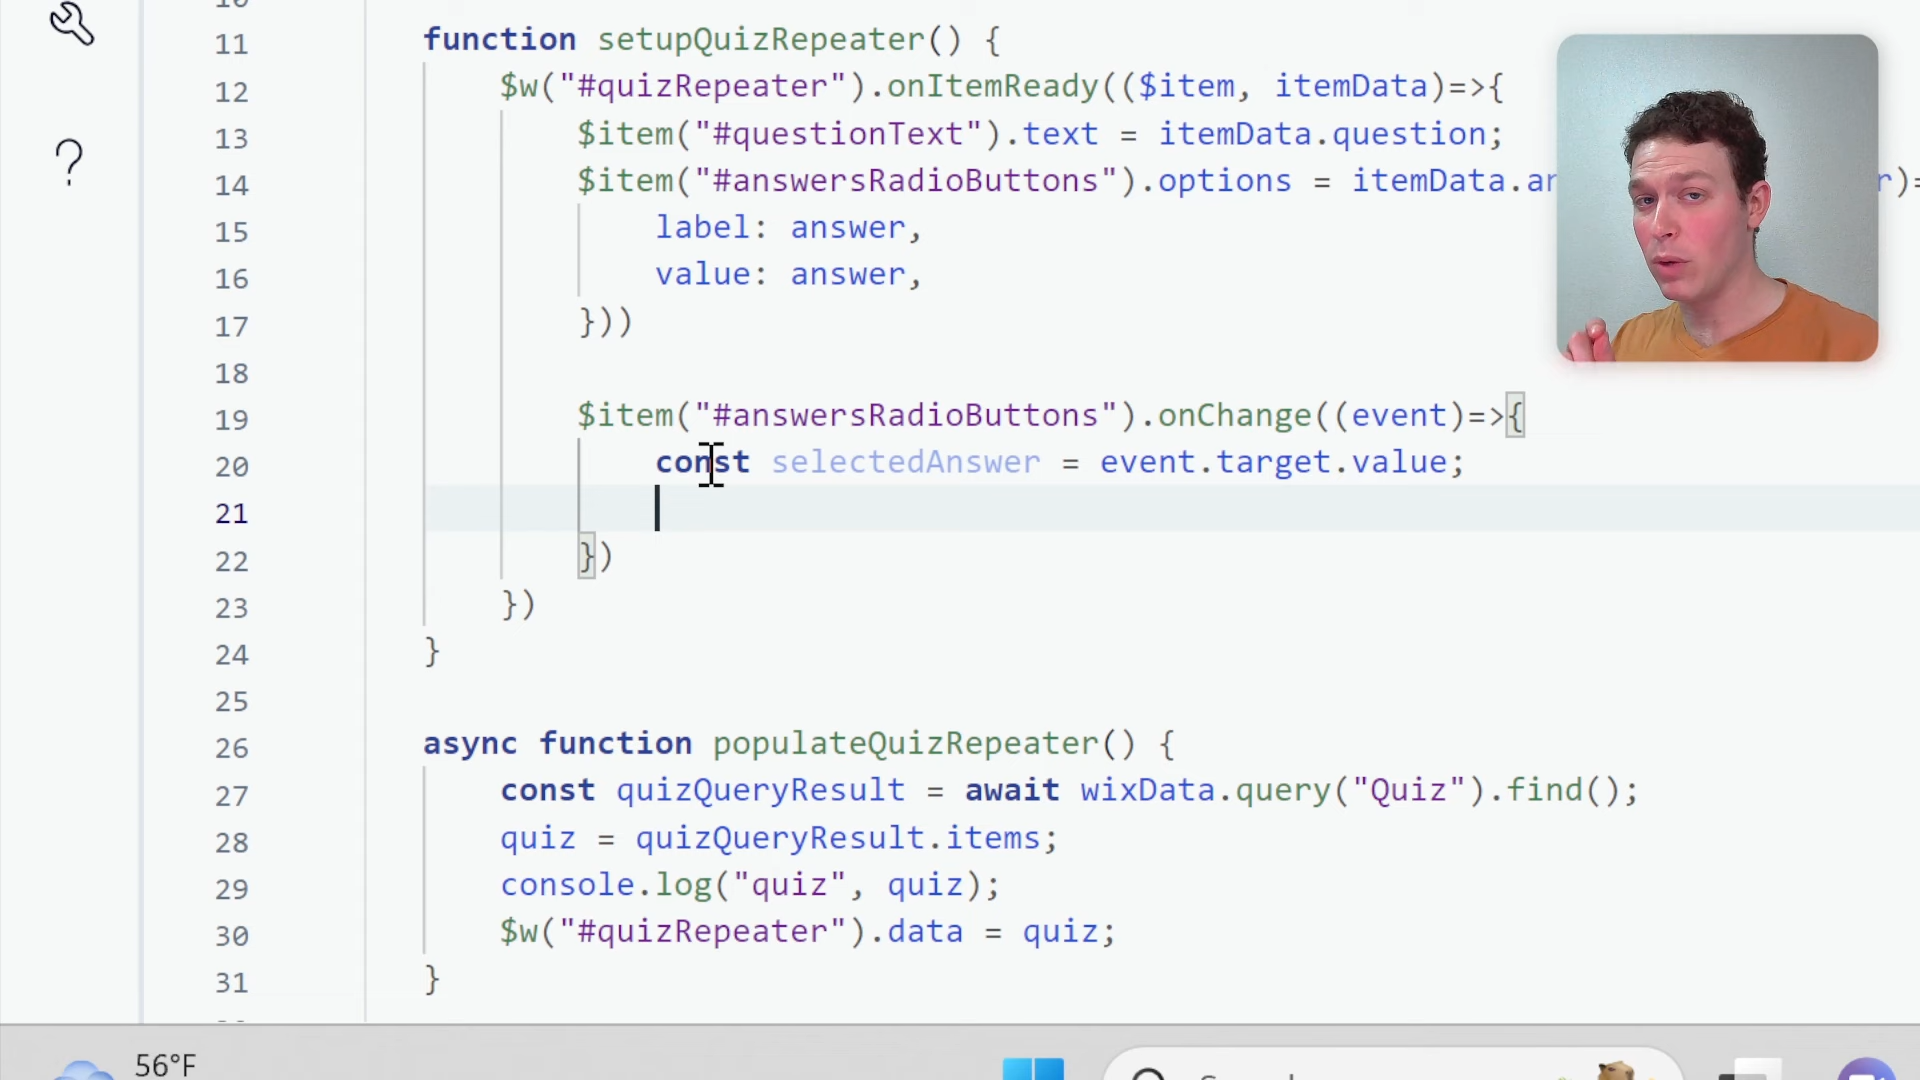 11 function setupQuizRepeater() {
12 $w("#quizRepeater").onItemReady(($item, itemData)=>{
13 $item("#questionText").text = itemData.question;
14 $item("#answersRadioButtons").options = itemData.an r)=
15 label: answer,
16 value: answer,
17 }))
18
19 $item("#answersRadioButtons").onChange((event)=>{
20 const selectedAnswer = event.target.value;
21
22 })
23 })
24 }
25
26 async function populateQuizRepeater() {
27 const quizQueryResult = await wixData.query("Quiz").find();
28 quiz = quizQueryResult.items;
29 console.log("quiz", quiz);
30 $w("#quizRepeater").data = quiz;
31 }
56°F